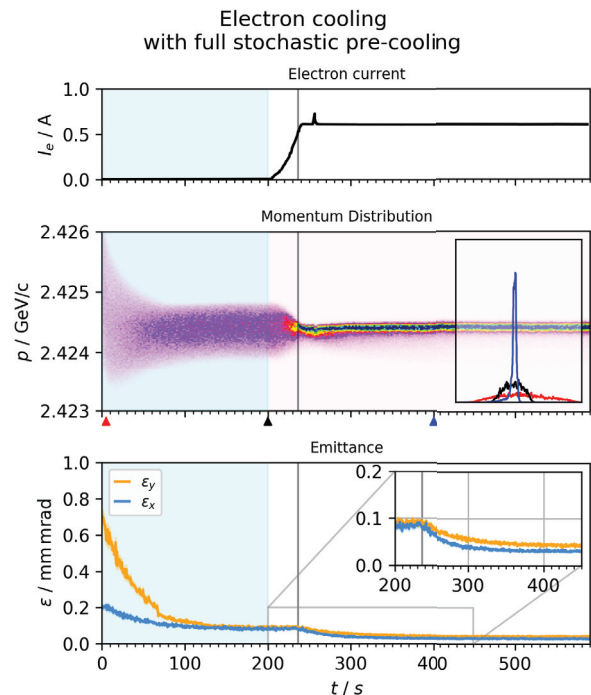 Electron cooling
with full stochastic pre-cooling
Electron current
1.0
0.5
0.0
I_e / A
Momentum Distribution
2.426
2.425
2.424
2.423
p / GeV/c
Emittance
1.0
0.8
0.6
0.4
0.2
0.0
ε / mm mrad
ε_y
ε_x
0.2
0.1
0.0
200 300 400
0 100 200 300 400 500
t / s